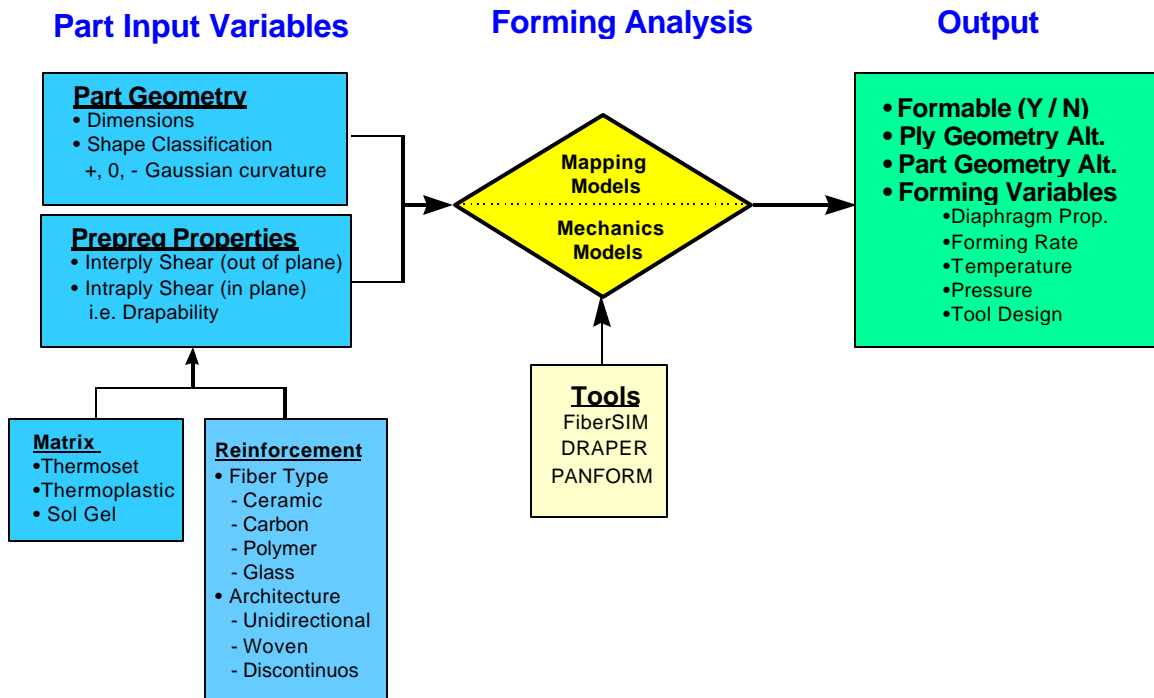 Part Input Variables
Forming Analysis
Output
Part Geometry
• Dimensions
• Shape Classification
+, 0, - Gaussian curvature
Prepreg Properties
• Interply Shear (out of plane)
• Intraply Shear (in plane)
i.e. Drapability
Matrix
•Thermoset
•Thermoplastic
• Sol Gel
Reinforcement
• Fiber Type
- Ceramic
- Carbon
- Polymer
- Glass
• Architecture
- Unidirectional
- Woven
- Discontinuos
Mapping
Models
Mechanics
Models
Tools
FiberSIM
DRAPER
PANFORM
• Formable (Y / N)
• Ply Geometry Alt.
• Part Geometry Alt.
• Forming Variables
•Diaphragm Prop.
•Forming Rate
•Temperature
•Pressure
•Tool Design